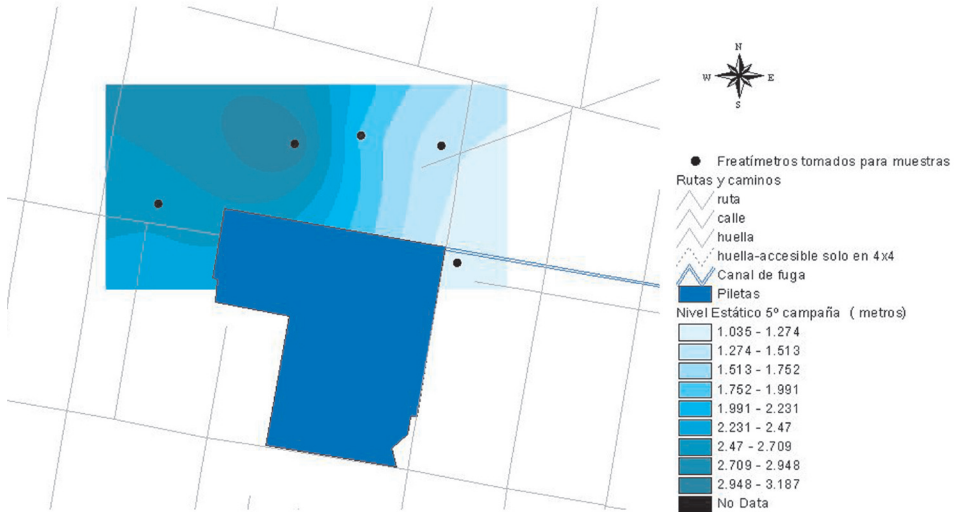 N
W E
S
Freatímetros tomados para muestras
Rutas y caminos
ruta
calle
huella
huella-accesible solo en 4x4
Canal de fuga
Piletas
Nivel Estático 5º campaña ( metros)
1.035 - 1.274
1.274 - 1.513
1.513 - 1.752
1.752 - 1.991
1.991 - 2.231
2.231 - 2.47
2.47 - 2.709
2.709 - 2.948
2.948 - 3.187
No Data